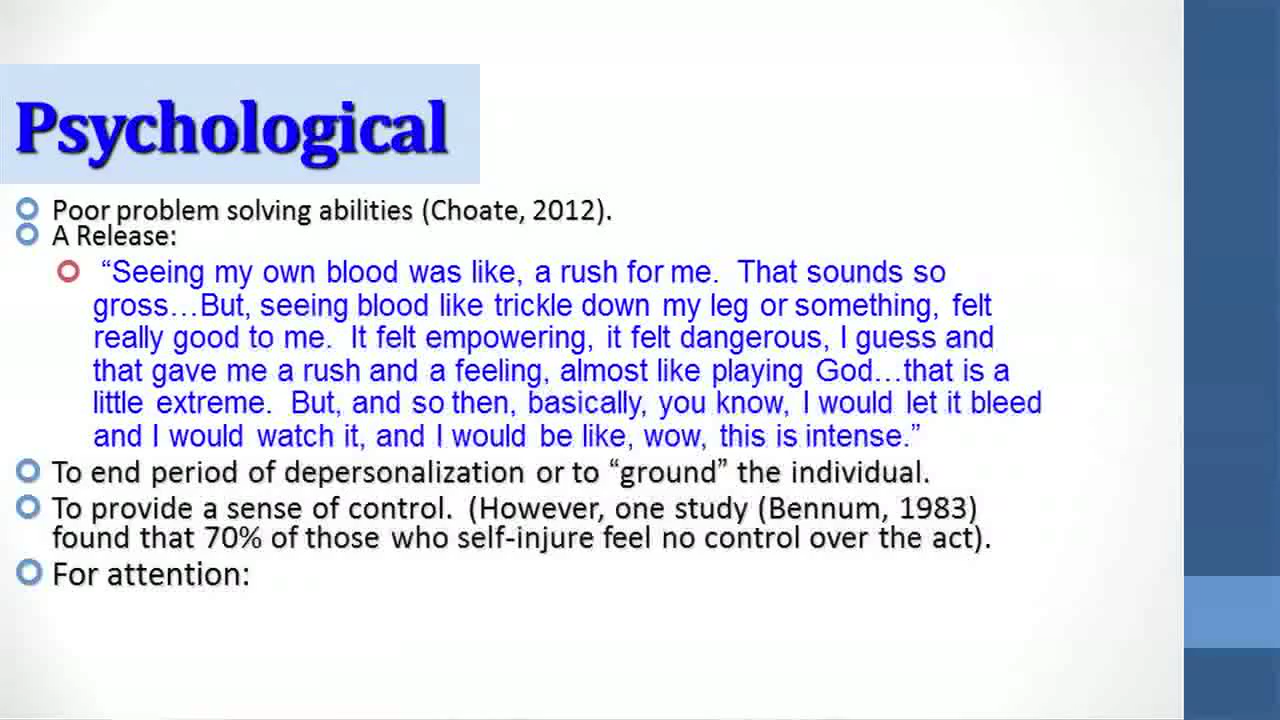 Psychological
Poor problem solving abilities (Choate, 2012).
A Release:
“Seeing my own blood was like, a rush for me. That sounds so
gross…But, seeing blood like trickle down my leg or something, felt
really good to me. It felt empowering, it felt dangerous, I guess and
that gave me a rush and a feeling, almost like playing God…that is a
little extreme. But, and so then, basically, you know, I would let it bleed
and I would watch it, and I would be like, wow, this is intense.”
To end period of depersonalization or to “ground” the individual.
To provide a sense of control. (However, one study (Bennum, 1983)
found that 70% of those who self-injure feel no control over the act).
For attention: